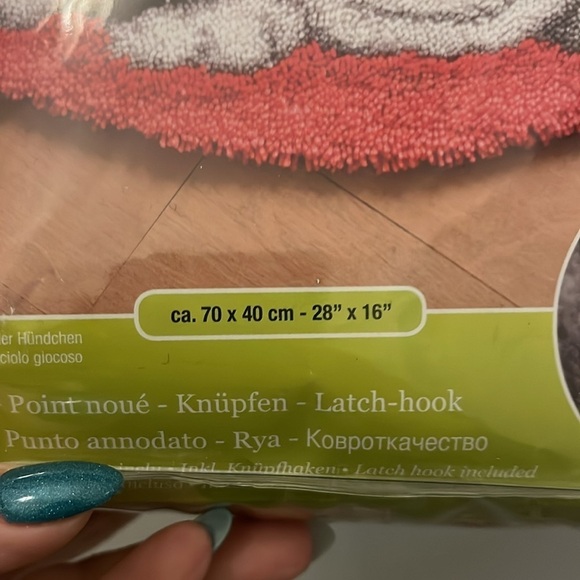 ca. 70 x 40 cm - 28” x 16”
er Hündchen
ciolo giocoso
Point noué - Knüpfen - Latch-hook
Punto annodato - Rya - Ковроткачество
Inkl. Knüpfhaken • Latch hook included